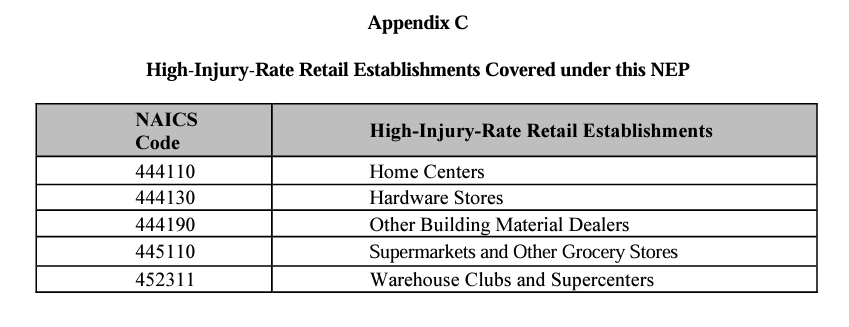 Appendix C
High-Injury-Rate Retail Establishments Covered under this NEP
NAICS
Code
High-Injury-Rate Retail Establishments
444110 Home Centers
444130 Hardware Stores
444190 Other Building Material Dealers
445110 Supermarkets and Other Grocery Stores
452311 Warehouse Clubs and Supercenters